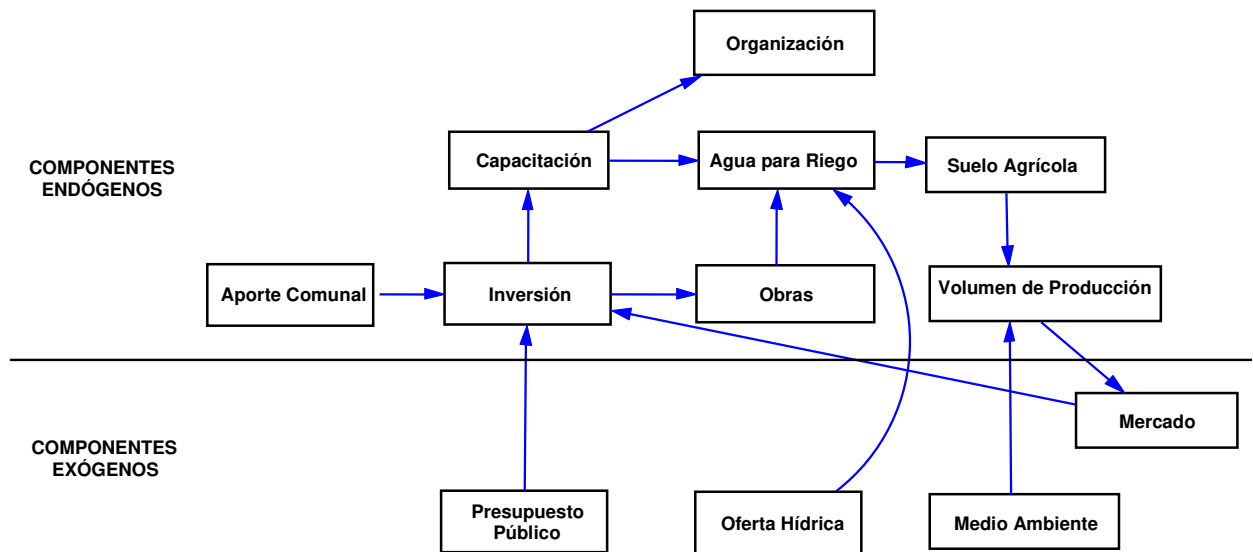 Organización
COMPONENTES
ENDÓGENOS
Capacitación
Agua para Riego
Suelo Agrícola
Aporte Comunal
Inversión
Obras
Volumen de Producción
Mercado
COMPONENTES
EXÓGENOS
Presupuesto
Público
Oferta Hídrica
Medio Ambiente